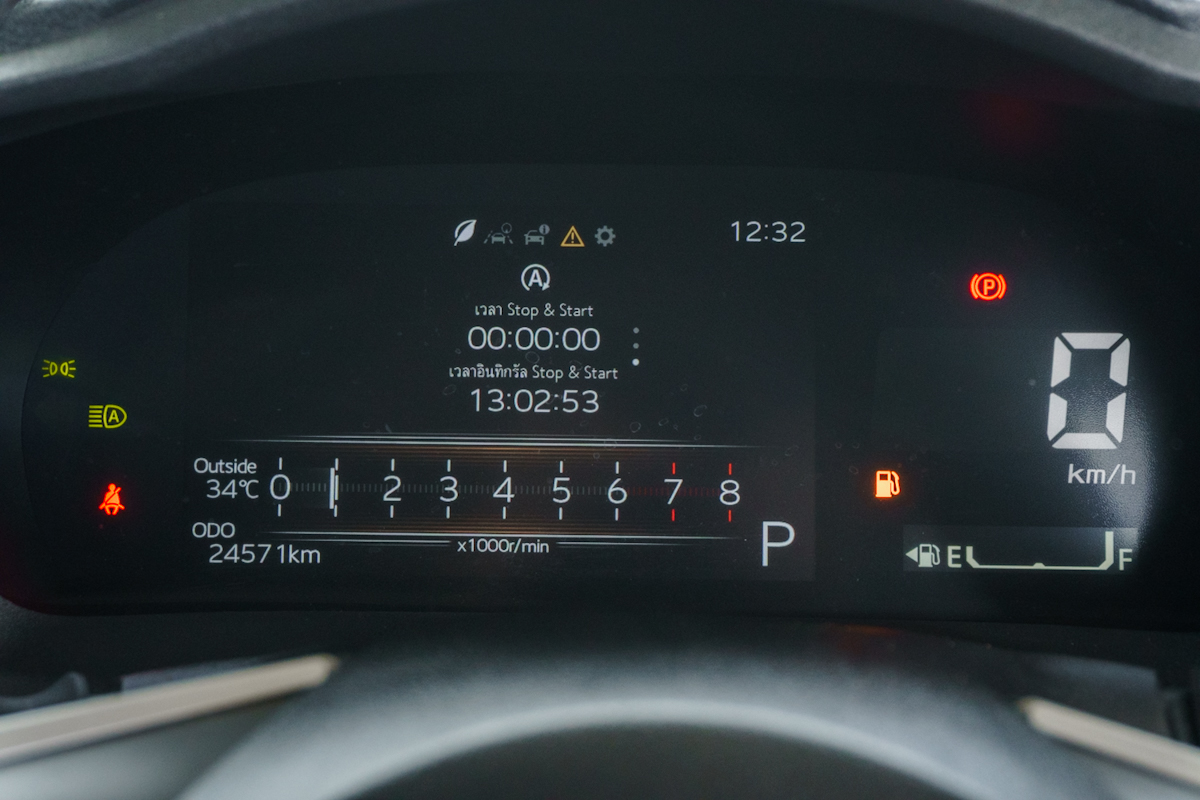 12:32
A
เวลา Stop & Start
00:00:00
เวลาอินทิกรัล Stop & Start
13:02:53
P
A
0
km/h
Outside
34℃
0 2 3 4 5 6 7 8
ODO
24571km
x1000r/min
P
E F